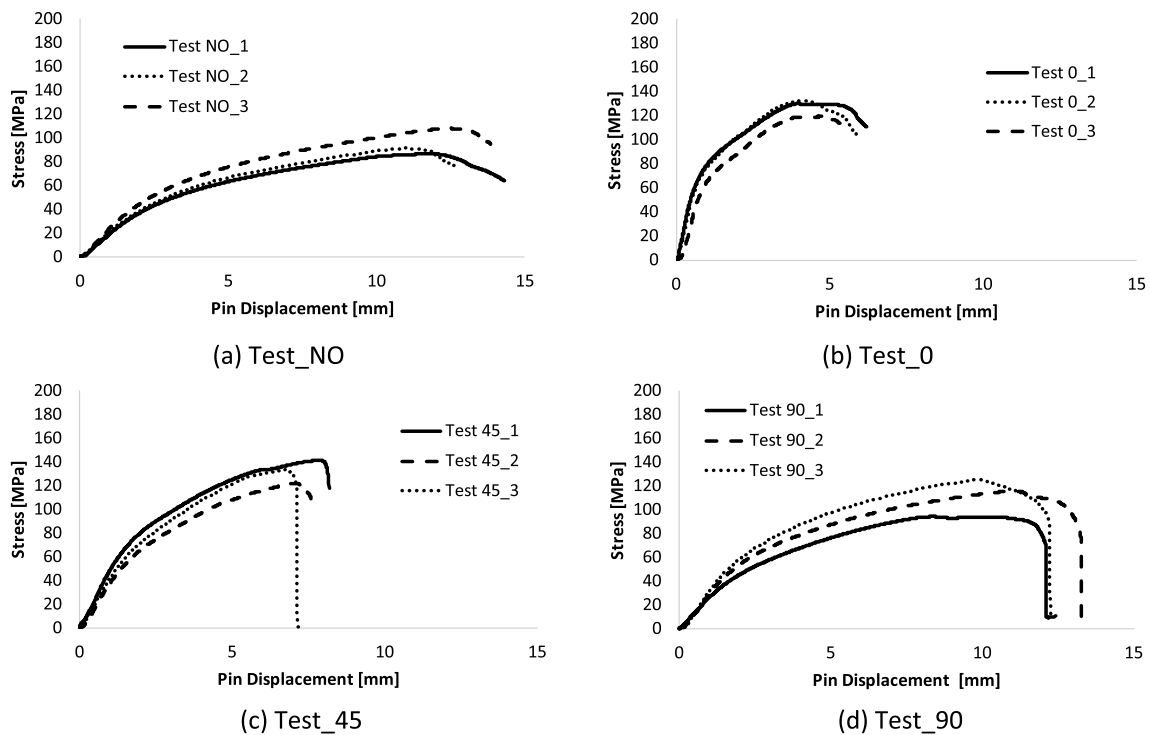 Stress [MPa]
200
180
160
140
120
100
80
60
40
20
0
Test NO_1
Test NO_2
Test NO_3
0 5 10 15
Pin Displacement [mm]
(a) Test_NO
Stress [MPa]
200
180
160
140
120
100
80
60
40
20
0
Test 0_1
Test 0_2
Test 0_3
0 5 10 15
Pin Displacement [mm]
(b) Test_0
Stress [MPa]
200
180
160
140
120
100
80
60
40
20
0
Test 45_1
Test 45_2
Test 45_3
0 5 10 15
Pin Displacement [mm]
(c) Test_45
Stress [MPa]
200
180
160
140
120
100
80
60
40
20
0
Test 90_1
Test 90_2
Test 90_3
0 5 10 15
Pin Displacement [mm]
(d) Test_90